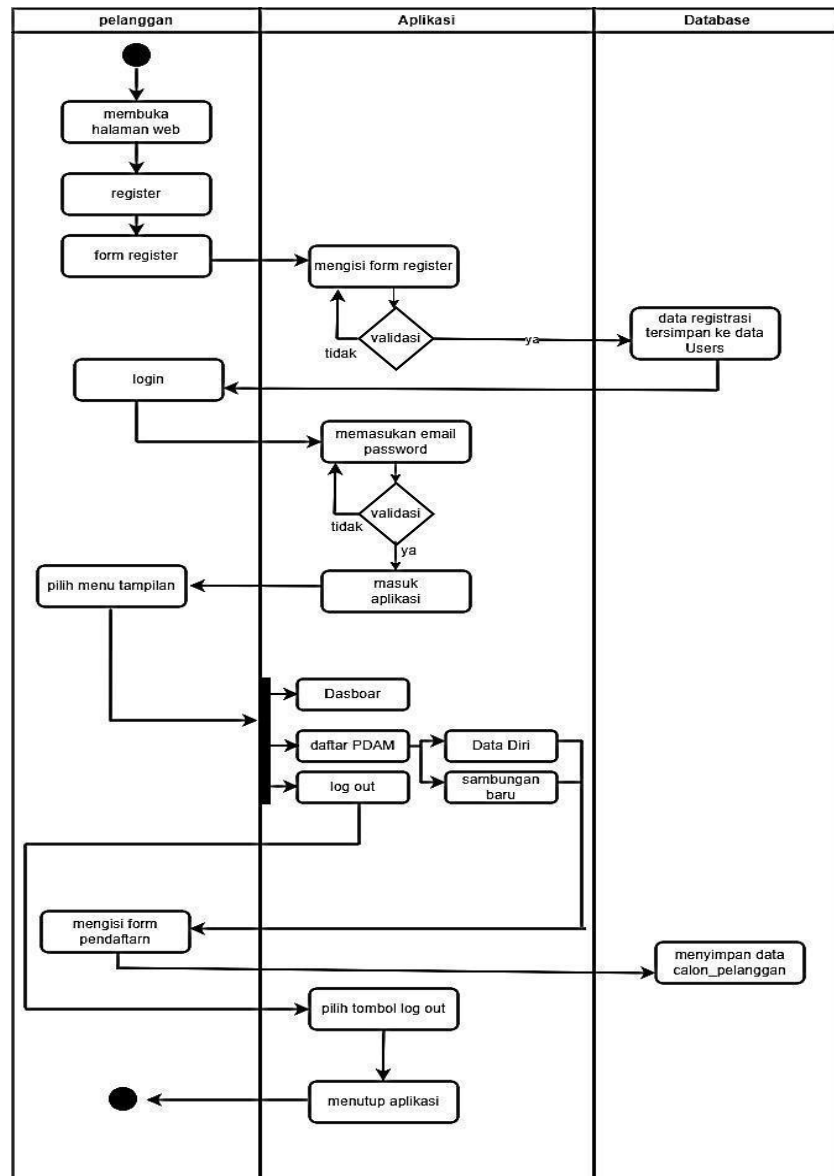 pelanggan
Aplikasi
Database
membuka
halaman web
register
form register
mengisi form register
validasi
tidak
ya
data registrasi
tersimpan ke data
Users
login
memasukan email
password
validasi
tidak
ya
masuk
aplikasi
pilih menu tampilan
Dasboar
daftar PDAM
Data Diri
log out
sambungan
baru
mengisi form
pendaftarn
menyimpan data
calon_pelanggan
pilih tombol log out
menutup aplikasi